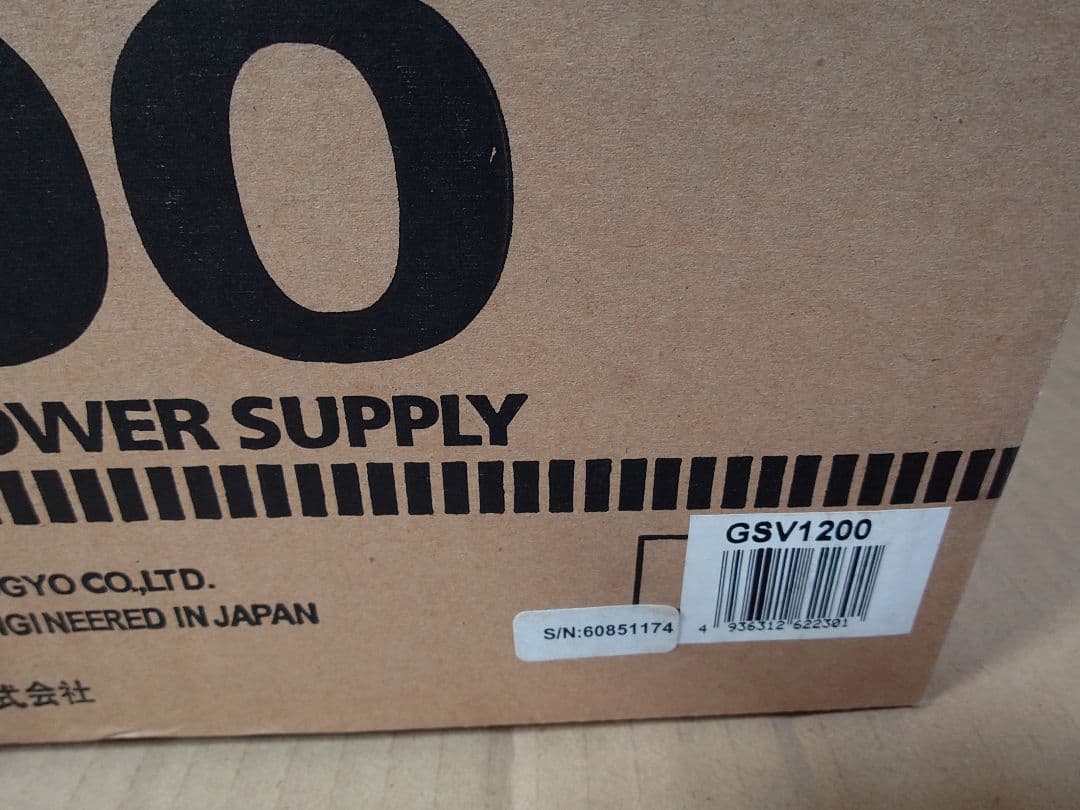 00
OWER SUPPLY
GYO CO.,LTD.
NGINEERED IN JAPAN
式会社
GSV1200
4 936312 622301
S/N:60851174